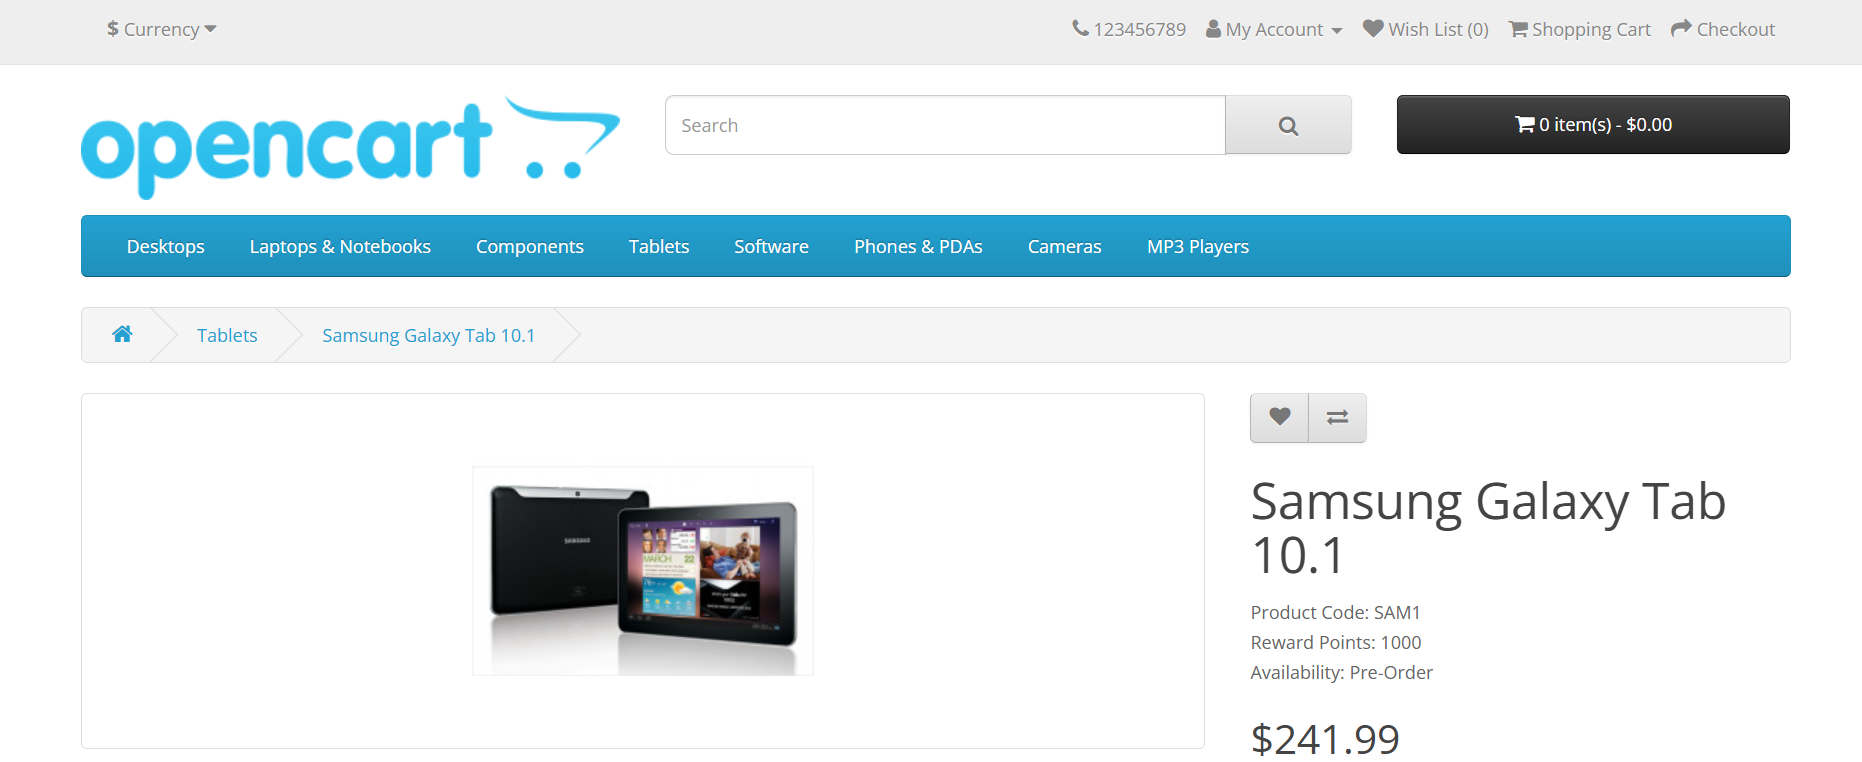 $ Currency
123456789 My Account Wish List (0) Shopping Cart Checkout
opencart
Search
0 item(s) - $0.00
Desktops Laptops & Notebooks Components Tablets Software Phones & PDAs Cameras MP3 Players
Tablets Samsung Galaxy Tab 10.1
SAMSUNG
MARCH 22
Samsung Galaxy Tab
10.1
Product Code: SAM1
Reward Points: 1000
Availability: Pre-Order
$241.99